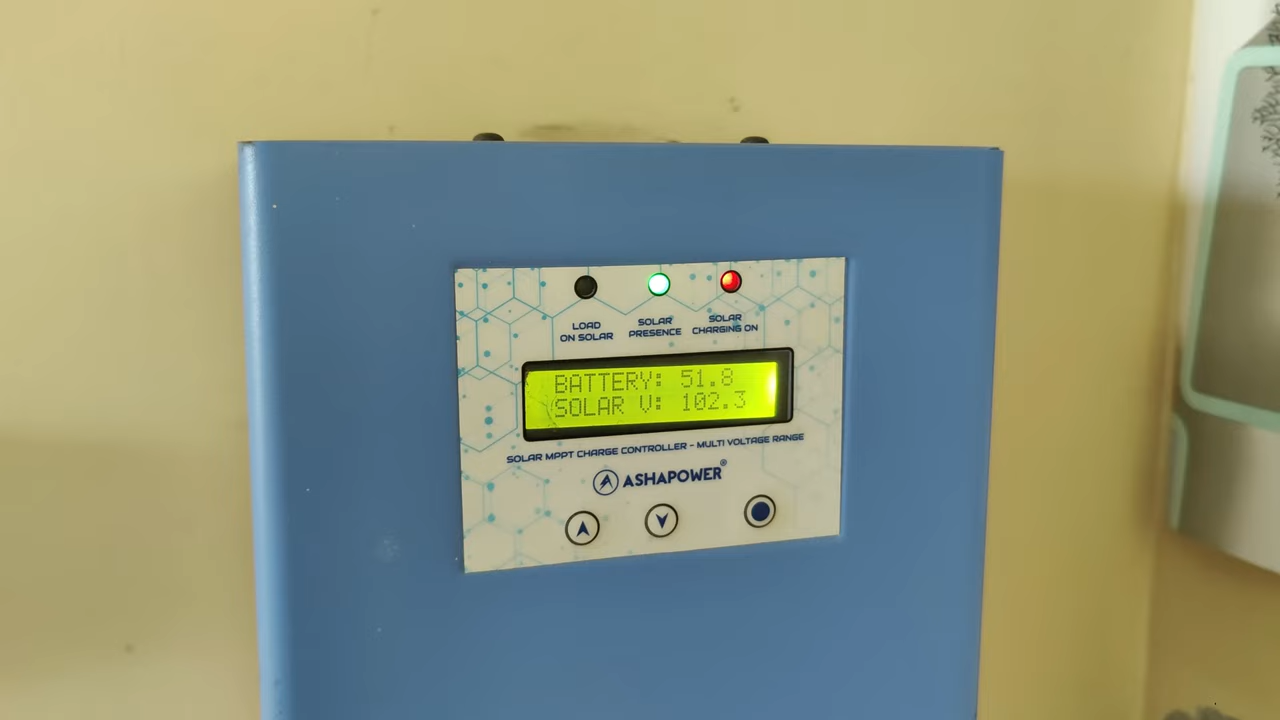 LOAD
ON SOLAR
SOLAR
PRESENCE
SOLAR
CHARGING ON
BATTERY: 51.8
SOLAR V: 102.3
SOLAR MPPT CHARGE CONTROLLER - MULTI VOLTAGE RANGE
ASHAPOWER®